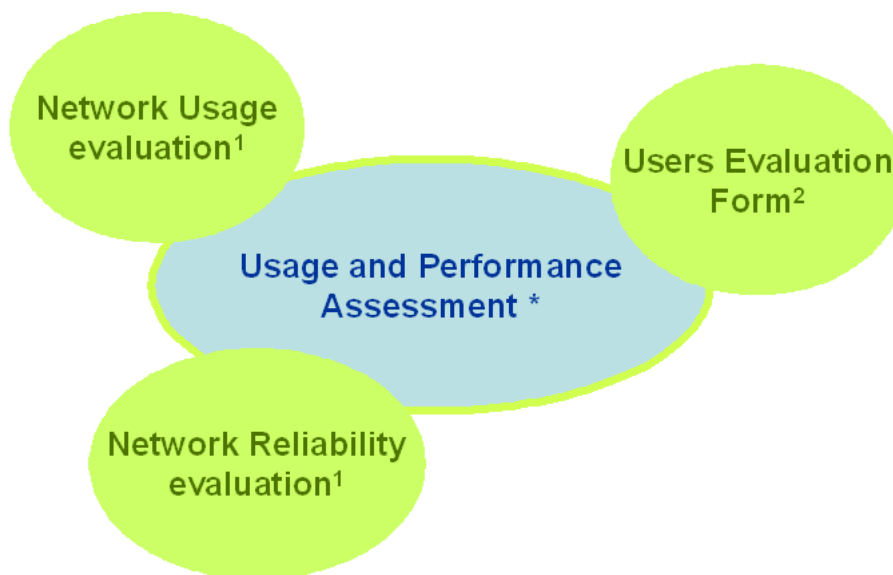 Network Usage
evaluation¹
Users Evaluation
Form²
Usage and Performance
Assessment *
Network Reliability
evaluation¹